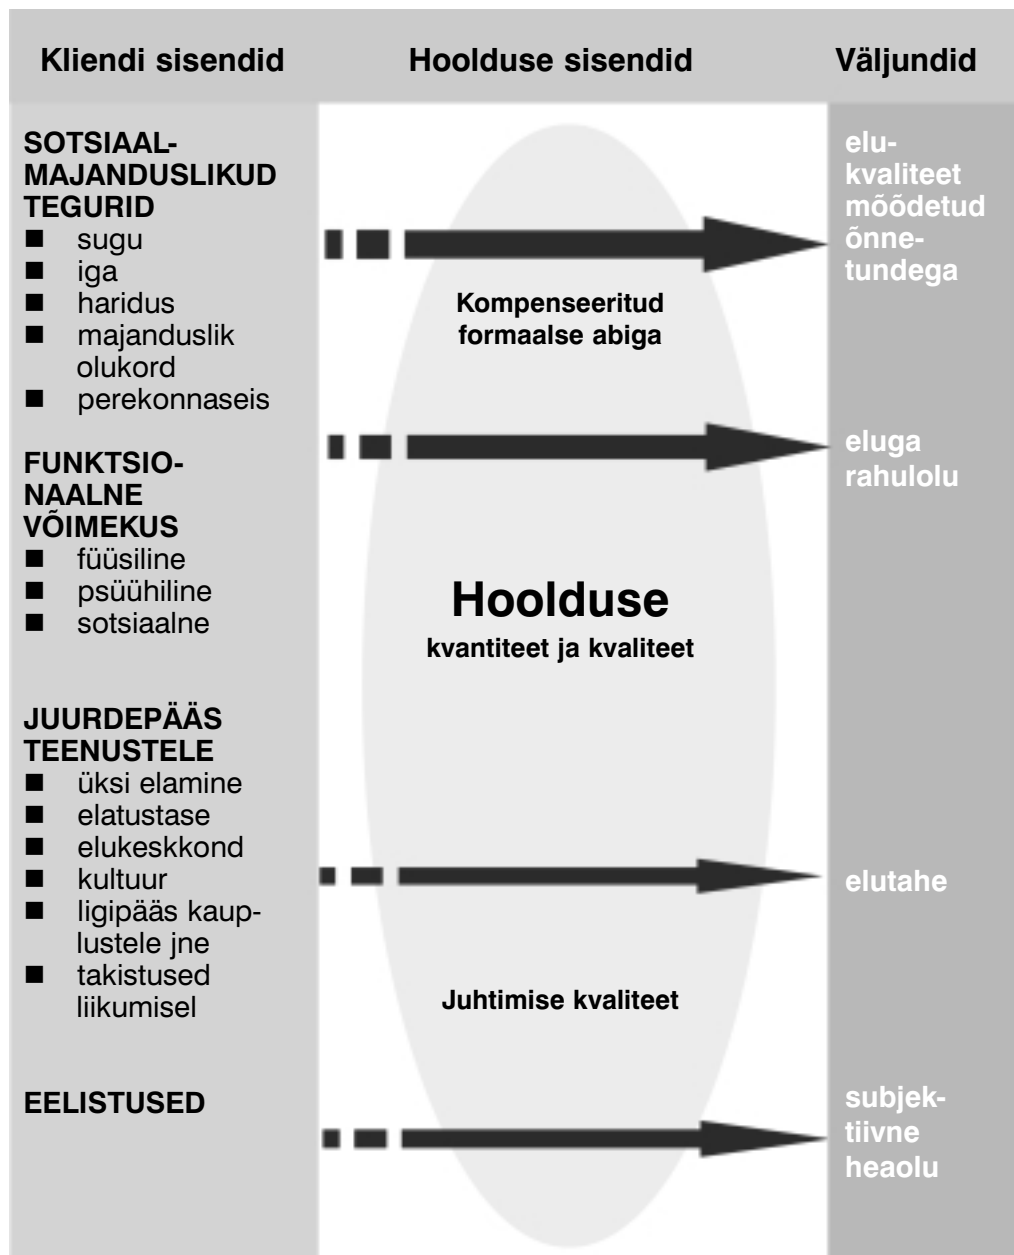 Kliendi sisendid
Hoolduse sisendid
Väljundid
SOTSIAAL-
MAJANDUSLIKUD
TEGURID
■ sugu
■ iga
■ haridus
■ majanduslik
olukord
■ perekonnaseis
FUNKTSIO-
NAALNE
VÕIMEKUS
■ füüsiline
■ psüühiline
■ sotsiaalne
JUURDEPÄÄS
TEENUSTELE
■ üksi elamine
■ elatustase
■ elukeskkond
■ kultuur
■ ligipääs kaup-
lustele jne
■ takistused
liikumisel
EELISTUSED
Kompenseeritud
formaalse abiga
Hoolduse
kvantiteet ja kvaliteet
Juhtimise kvaliteet
elu-
kvaliteet
mõõdetud
õnne-
tundega
eluga
rahulolu
elutahe
subjek-
tiivne
heaolu